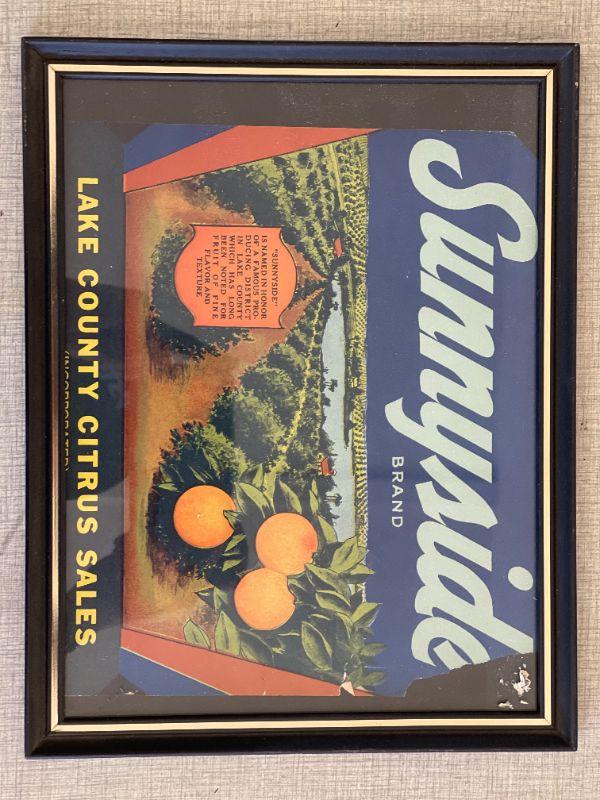 Sunnyside
BRAND
"SUNNYSIDE"
IS NAMED IN HONOR
OF A FAMOUS PRO-
DUCING DISTRICT
IN LAKE COUNTY
WHICH HAS LONG
BEEN NOTED FOR
FRUIT OF FINE
FLAVOR AND
TEXTURE
LAKE COUNTY CITRUS SALES
(INCORPORATED)